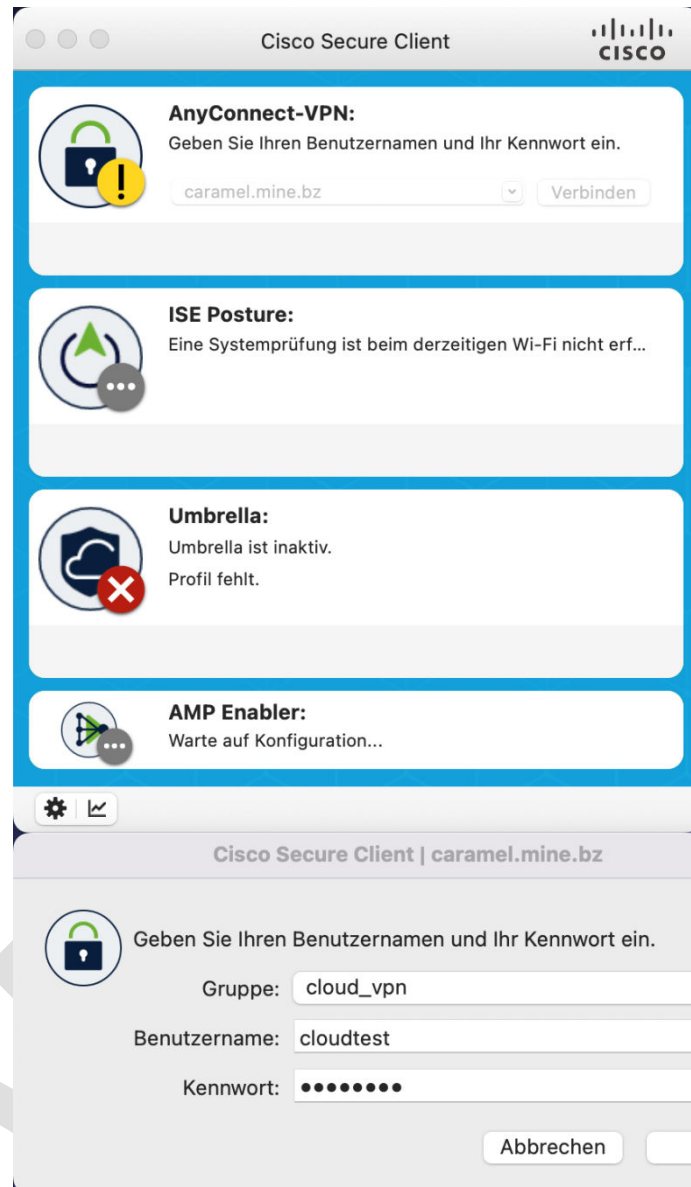 Cisco Secure Client
CISCO
AnyConnect-VPN:
Geben Sie Ihren Benutzernamen und Ihr Kennwort ein.
caramel.mine.bz
Verbinden
ISE Posture:
Eine Systemprüfung ist beim derzeitigen Wi-Fi nicht erf...
Umbrella:
Umbrella ist inaktiv.
Profil fehlt.
AMP Enabler:
Warte auf Konfiguration...
Cisco Secure Client | caramel.mine.bz
Geben Sie Ihren Benutzernamen und Ihr Kennwort ein.
Gruppe: cloud_vpn
Benutzername: cloudtest
Kennwort: ••••••••
Abbrechen